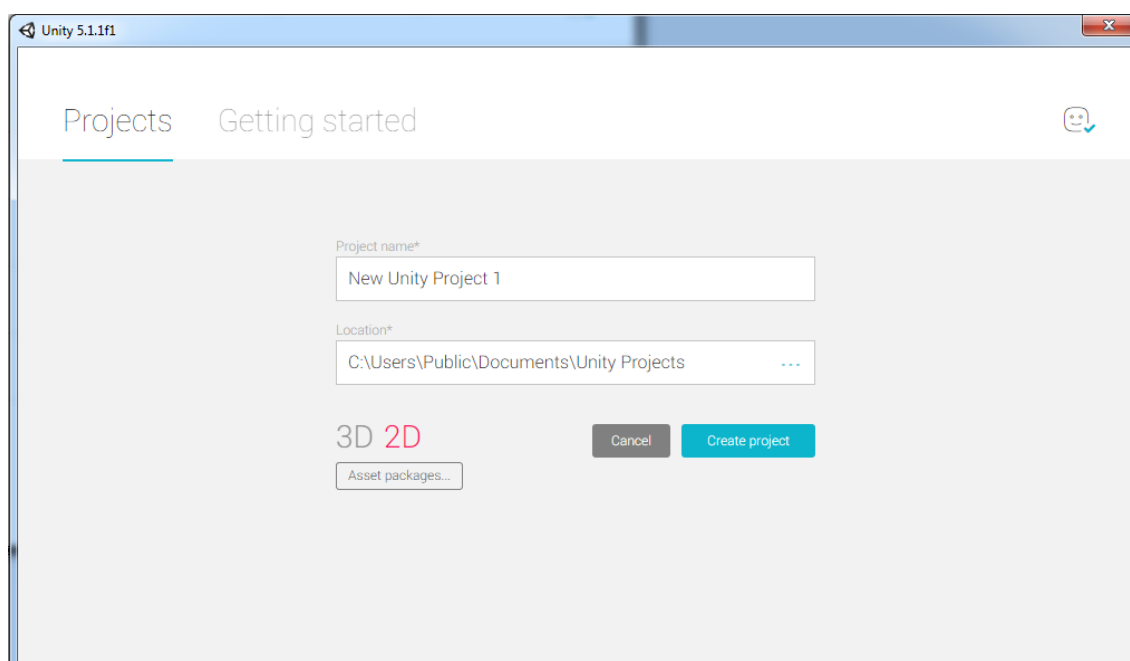 Unity 5.1.1f1
Projects Getting started
Project name*
New Unity Project 1
Location*
C:\Users\Public\Documents\Unity Projects ...
3D 2D
Cancel Create project
Asset packages...